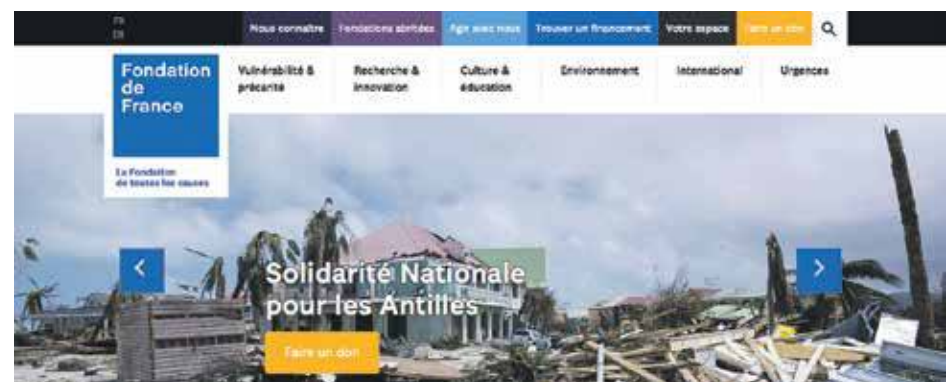 FR
EN
Nous connaître Fondations abritées Agir avec nous Trouver un financement Votre espace Faire un don
Fondation
de
France
Vulnérabilité &
précarité
Recherche &
innovation
Culture &
éducation
Environnement
International
Urgences
La Fondation
de toutes les causes
Solidarité Nationale
pour les Antilles
Faire un don